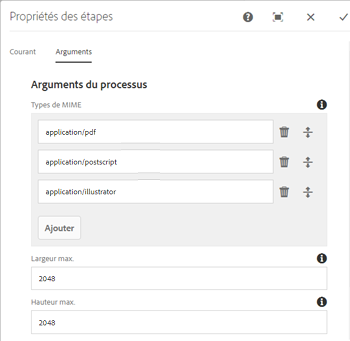 Propriétés des étapes
Courant Arguments
Arguments du processus
Types de MIME
application/pdf
application/postscript
application/illustrator
Ajouter
Largeur max.
2048
Hauteur max.
2048